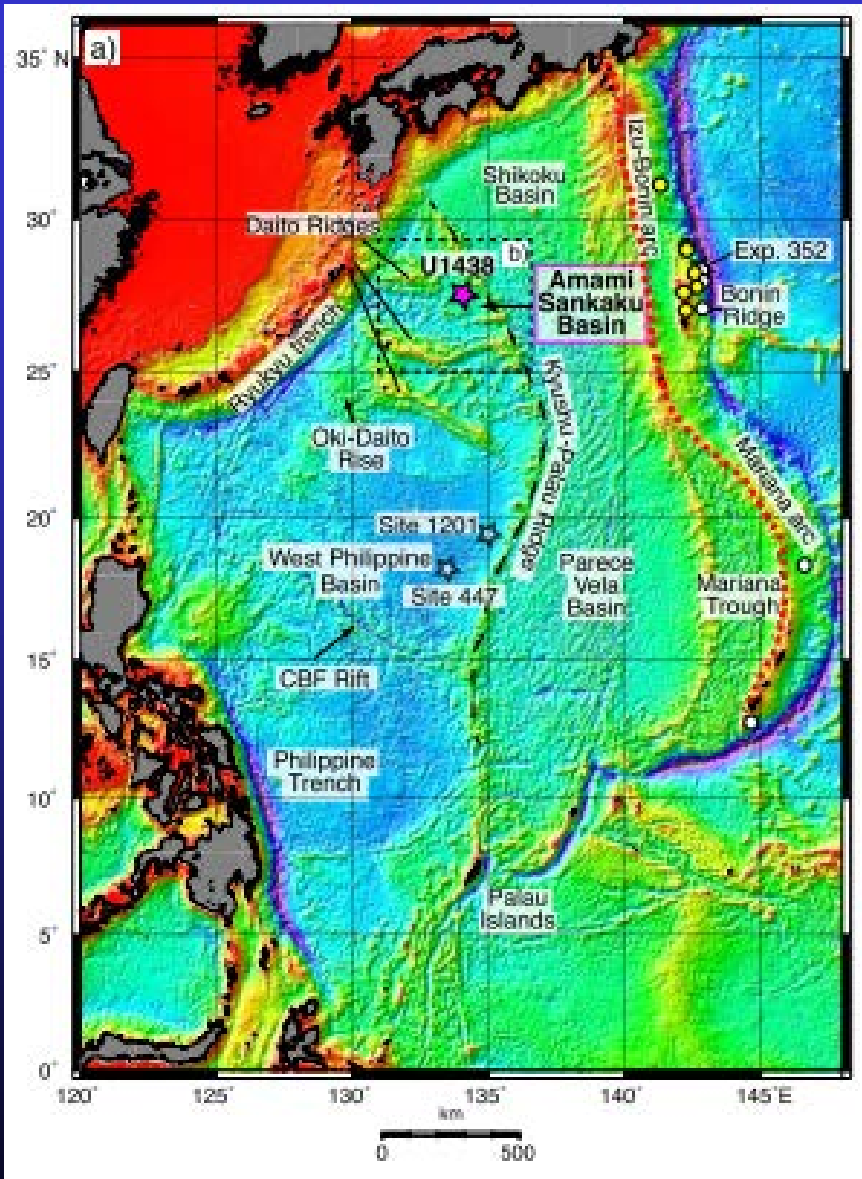 a)
35° N
30°
25°
20°
15°
10°
5°
0°
Shikoku
Basin
Izu-Bonin arc
Daito Ridges
b)
U1438
Exp. 352
Amami
Sankaku
Basin
Bonin
Ridge
Ryukyu trench
Oki-Daito
Rise
Kyushu-Palau Ridge
Mariana arc
Site 1201
West Philippine
Basin
Site 447
Parece
Vela
Basin
Mariana
Trough
CBF Rift
Philippine
Trench
Palau
Islands
120°
125°
130°
135°
140°
145°E
km
0
500